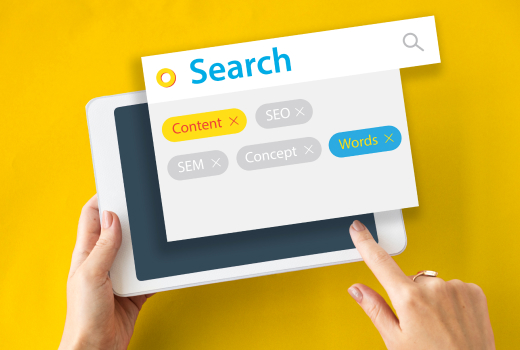 Search
Content × SEO ×
SEM × Concept × Words ×